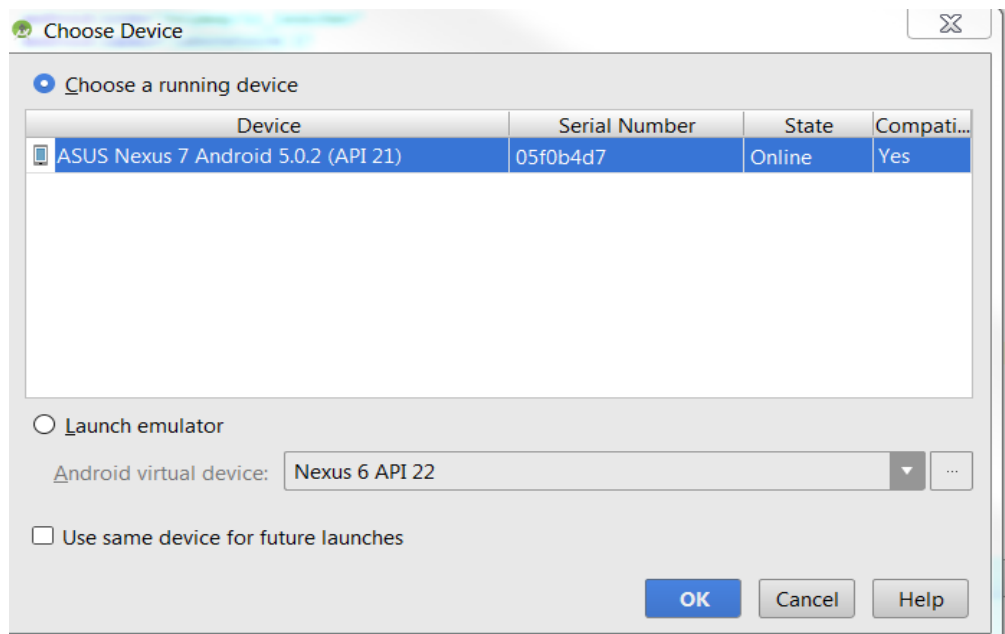 Choose Device
Choose a running device
Device Serial Number State Compati...
ASUS Nexus 7 Android 5.0.2 (API 21) 05f0b4d7 Online Yes
Launch emulator
Android virtual device: Nexus 6 API 22 ...
Use same device for future launches
OK Cancel Help